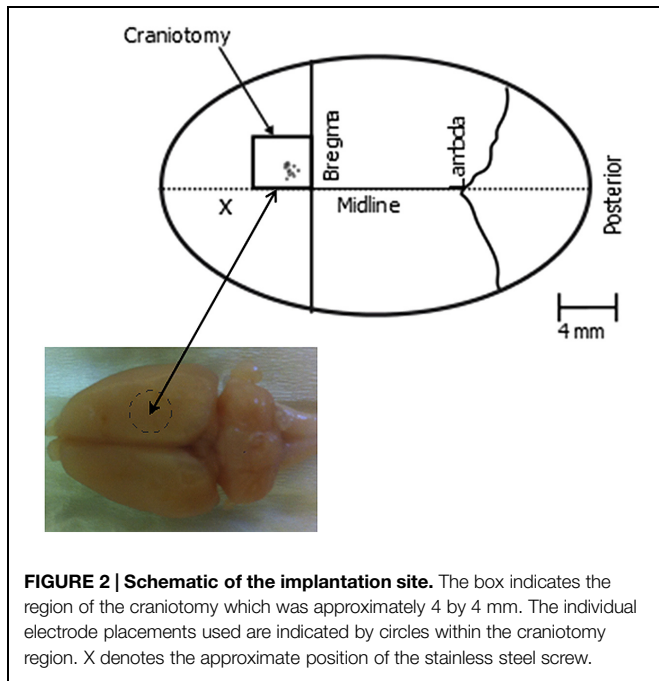 Craniotomy
Bregma
Lambda
Posterior
X
Midline
4 mm
FIGURE 2 | Schematic of the implantation site. The box indicates the
region of the craniotomy which was approximately 4 by 4 mm. The individual
electrode placements used are indicated by circles within the craniotomy
region. X denotes the approximate position of the stainless steel screw.